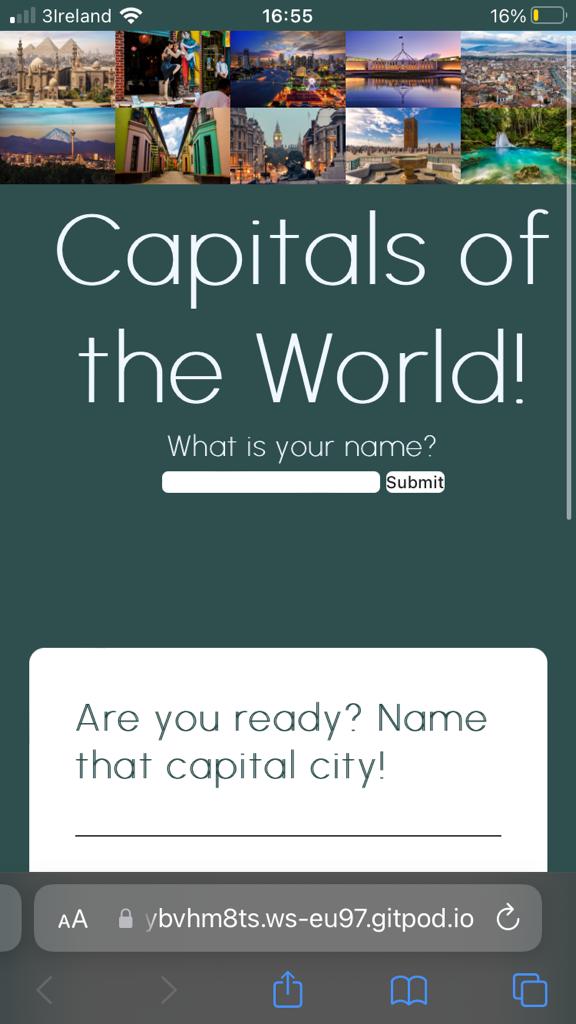 3Ireland 16:55 16%
Capitals of
the World!
What is your name?
Submit
Are you ready? Name
that capital city!
AA ybvhm8ts.ws-eu97.gitpod.io